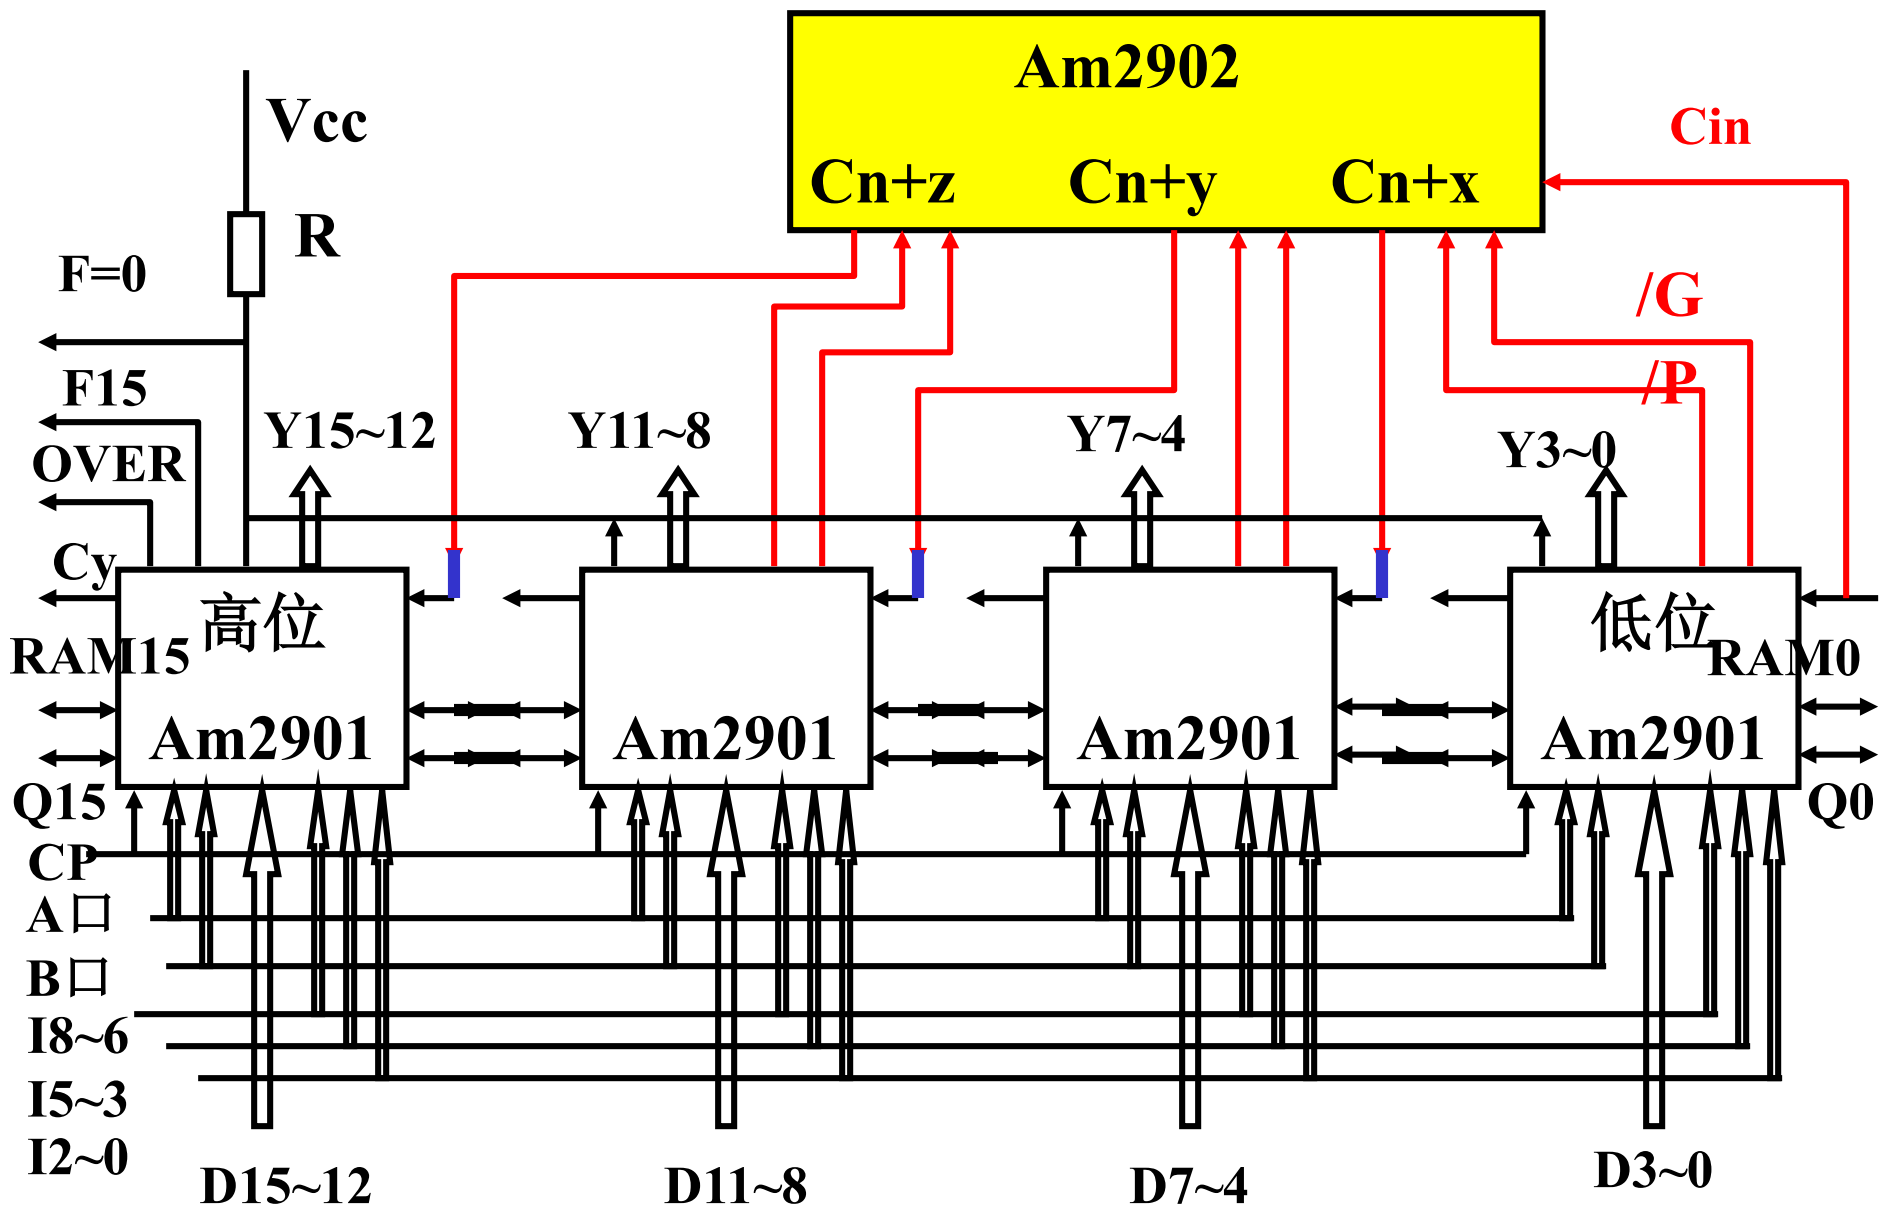 Am2902
Vcc
Cin
Cn+z Cn+y Cn+x
R
F=0
/G
F15
/P
Y15~12 Y11~8 Y7~4 Y3~0
OVER
Cy
高位 低位
RAM15 RAM0
Am2901 Am2901 Am2901 Am2901
Q15 Q0
CP
A口
B口
I8~6
I5~3
I2~0
D15~12 D11~8 D7~4 D3~0